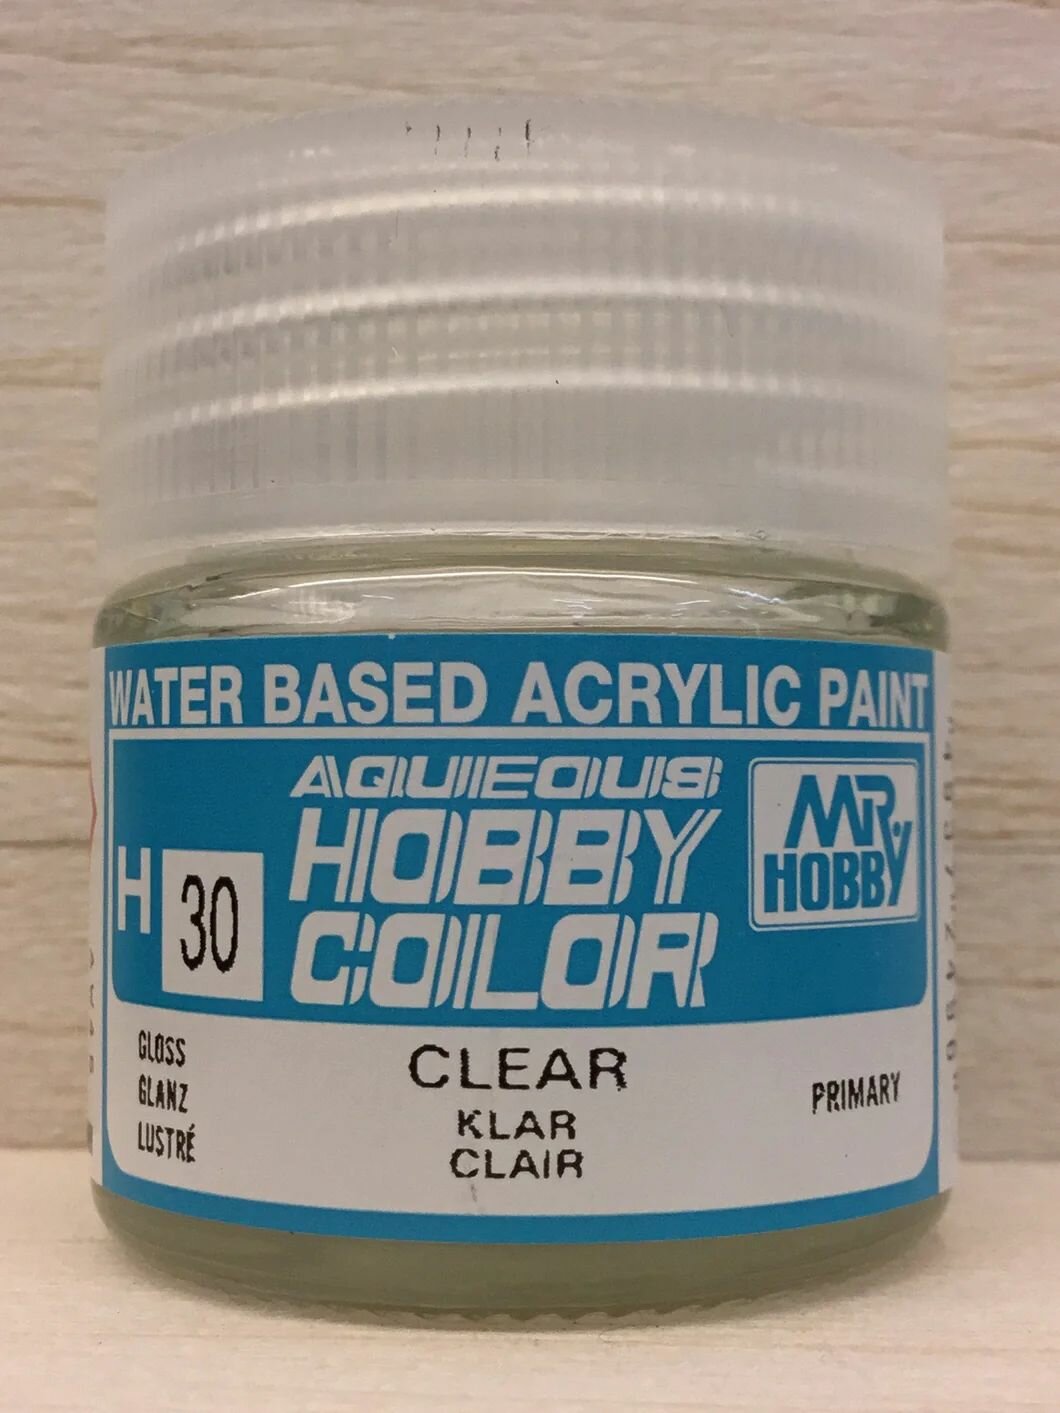 WATER BASED ACRYLIC PAINT
AQUEOUS
HOBBY
COLOR
H 30
MR.
HOBBY
GLOSS
GLANZ
LUSTRÉ
CLEAR
KLAR
CLAIR
PRIMARY